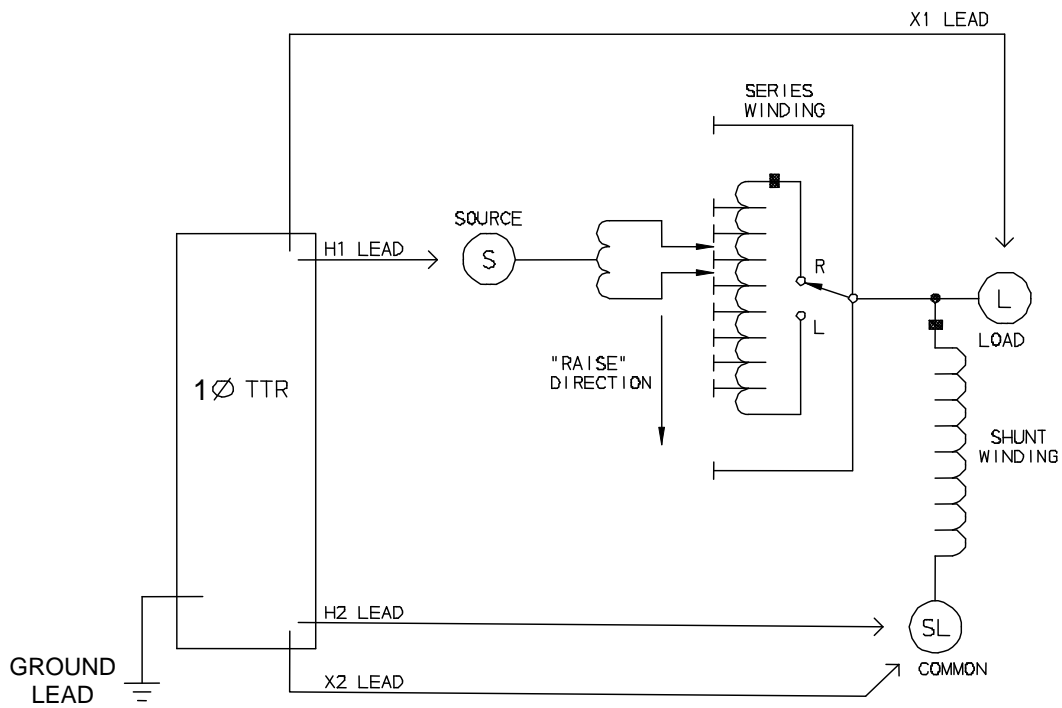 X1 LEAD
SERIES
WINDING
SOURCE
H1 LEAD
S
R
L
L
LOAD
"RAISE"
DIRECTION
1Ø TTR
SHUNT
WINDING
H2 LEAD
SL
COMMON
GROUND
LEAD
X2 LEAD